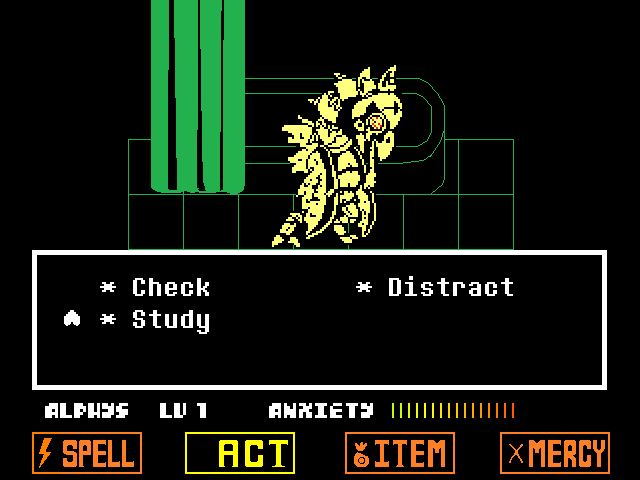 * Check * Distract
* Study
ALPHYS LV 1 ANXIETY
SPELL ACT ITEM MERCY